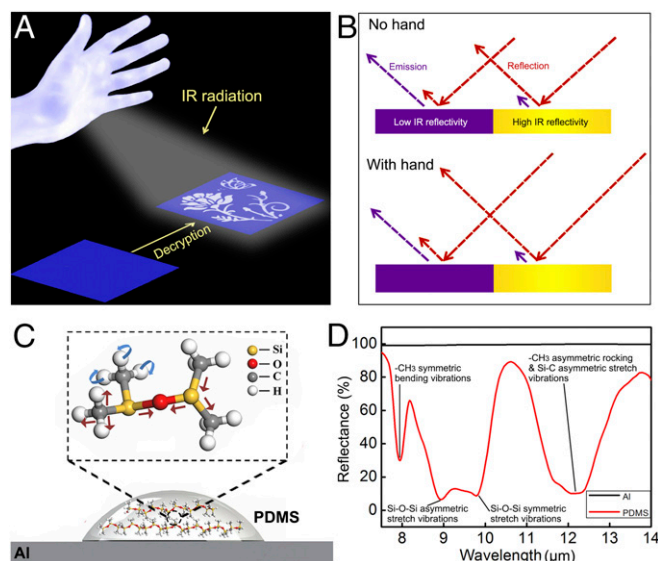 A
IR radiation
Decryption
B
No hand
Emission
Reflection
Low IR reflectivity
High IR reflectivity
With hand
C
Si
O
C
H
PDMS
Al
D
100
80
60
40
20
0
Reflectance (%)
-CH3 symmetric
bending vibrations
-CH3 asymmetric rocking
& Si-C asymmetric stretch
vibrations
Si-O-Si asymmetric
stretch vibrations
Si-O-Si symmetric
stretch vibrations
Al
PDMS
8 9 10 11 12 13 14
Wavelength (μm)